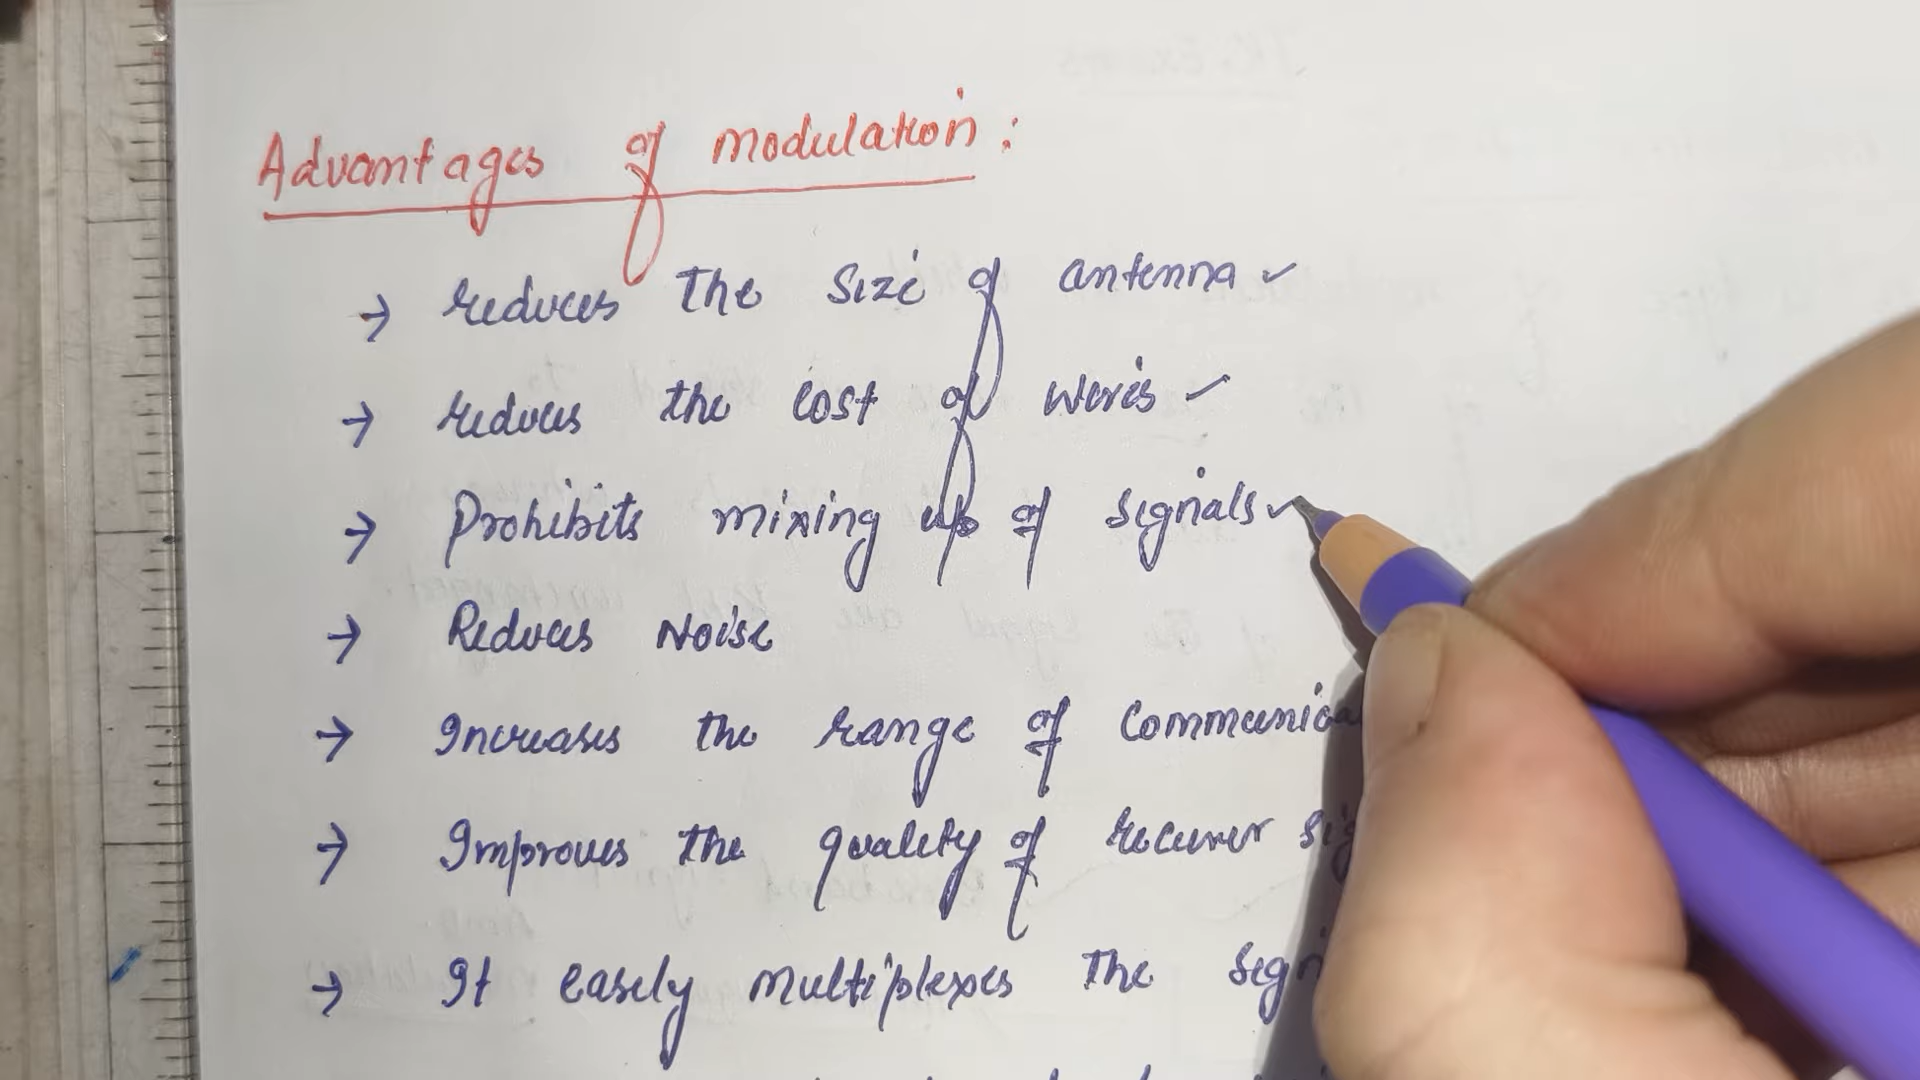 Advantages of modulation:
→ reduces the size of antenna ✓
→ reduces the cost of wires ✓
→ Prohibits mixing up of signals ✓
→ Reduces Noise
→ Increases the range of Communica
→ Improves the quality of receiver sig
→ It easily multiplexes the sign